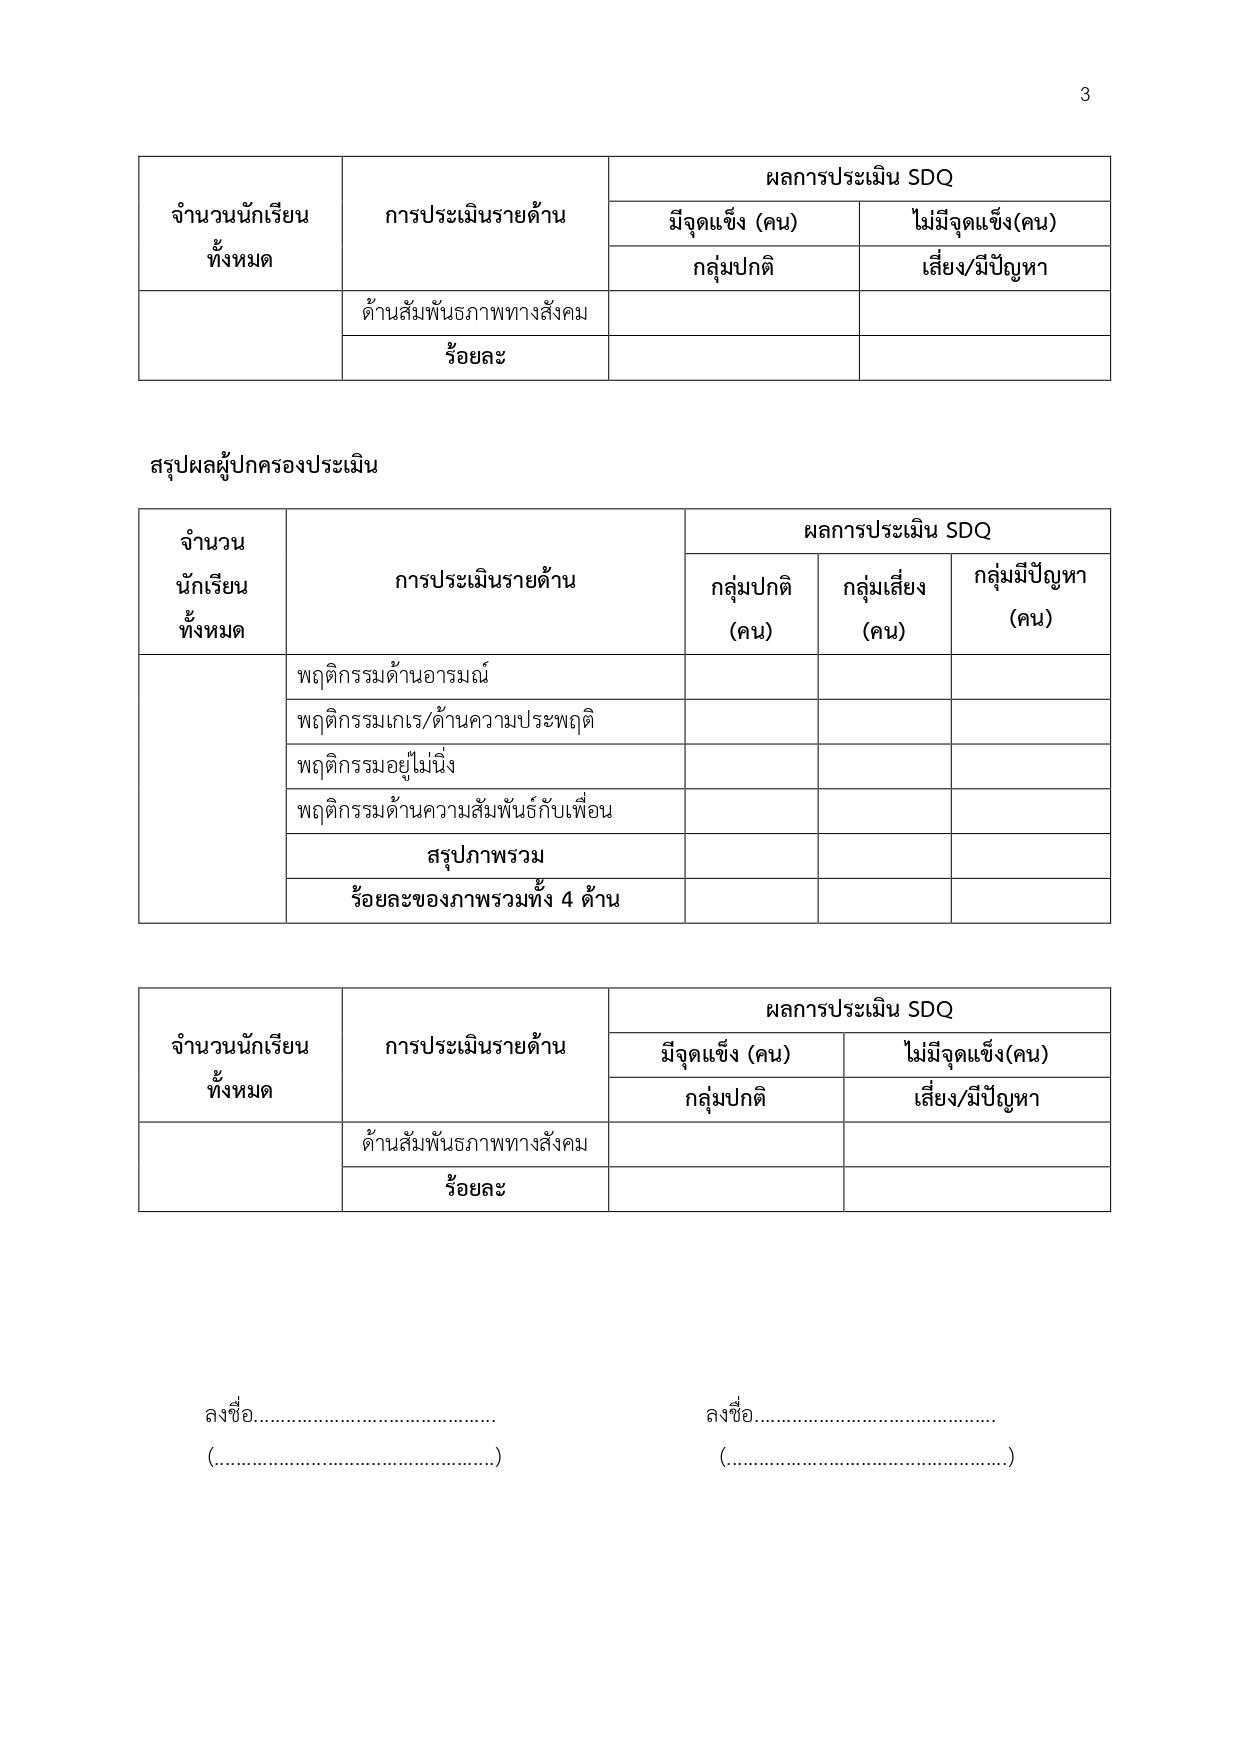 3
ผลการประเมิน SDQ
จำนวนนักเรียน
ทั้งหมด
การประเมินรายด้าน
มีจุดแข็ง (คน)
ไม่มีจุดแข็ง(คน)
กลุ่มปกติ
เสี่ยง/มีปัญหา
ด้านสัมพันธภาพทางสังคม
ร้อยละ
สรุปผลผู้ปกครองประเมิน
จำนวน
นักเรียน
ทั้งหมด
การประเมินรายด้าน
ผลการประเมิน SDQ
กลุ่มปกติ
(คน)
กลุ่มเสี่ยง
(คน)
กลุ่มมีปัญหา
(คน)
พฤติกรรมด้านอารมณ์
พฤติกรรมเกเร/ด้านความประพฤติ
พฤติกรรมอยู่ไม่นิ่ง
พฤติกรรมด้านความสัมพันธ์กับเพื่อน
สรุปภาพรวม
ร้อยละของภาพรวมทั้ง 4 ด้าน
จำนวนนักเรียน
ทั้งหมด
การประเมินรายด้าน
ผลการประเมิน SDQ
มีจุดแข็ง (คน)
ไม่มีจุดแข็ง(คน)
กลุ่มปกติ
เสี่ยง/มีปัญหา
ด้านสัมพันธภาพทางสังคม
ร้อยละ
ลงชื่อ............................................. ลงชื่อ.............................................
(....................................................) (....................................................)